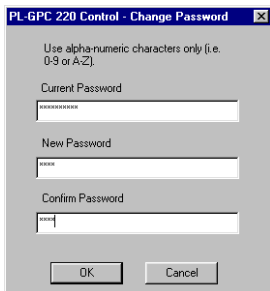 PL-GPC 220 Control - Change Password
Use alpha-numeric characters only (i.e.
0-9 or A-Z).
Current Password
××××××××××
New Password
××××
Confirm Password
××××
OK Cancel